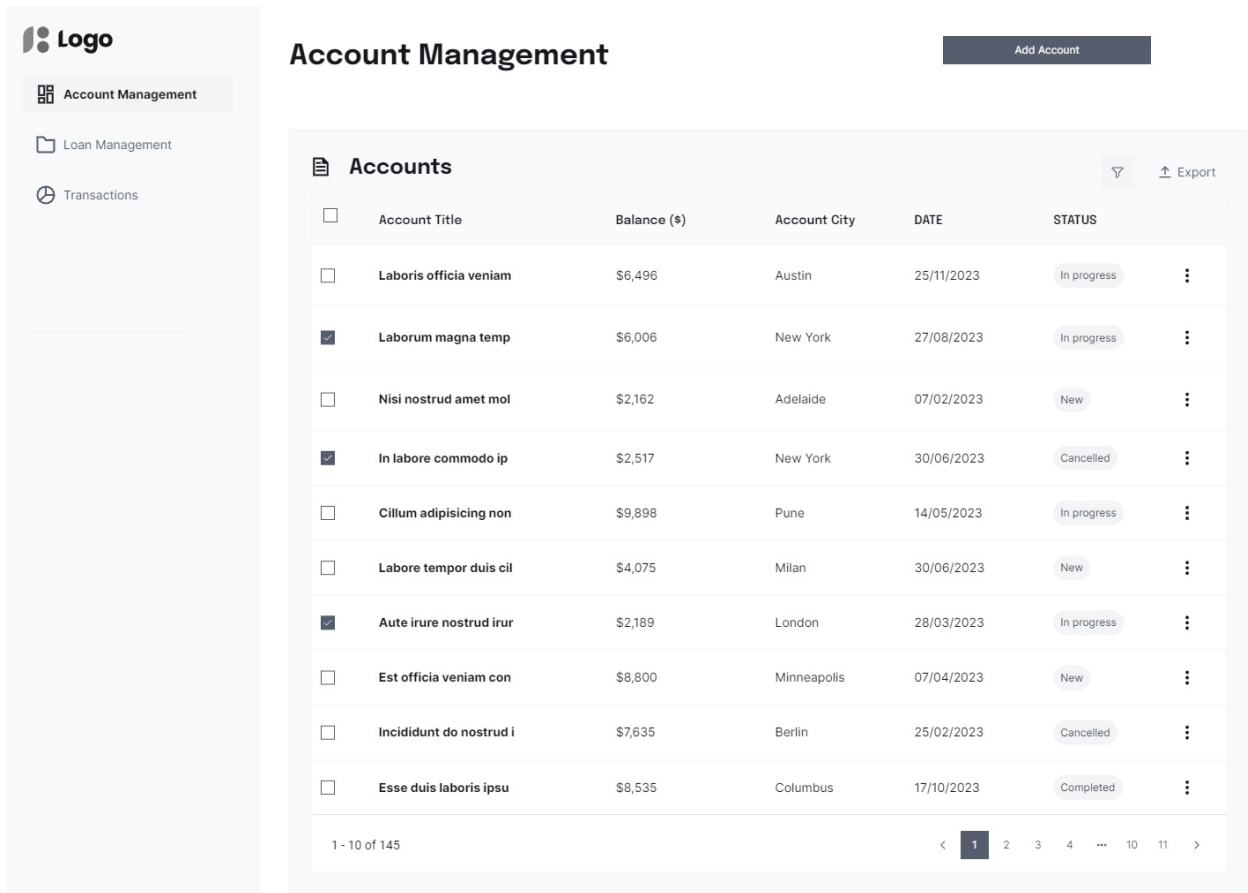 Logo
Account Management
Loan Management
Transactions
Account Management
Add Account
Accounts
Export
Account Title Balance ($) Account City DATE STATUS
Laboris officia veniam $6,496 Austin 25/11/2023 In progress
Laborum magna temp $6,006 New York 27/08/2023 In progress
Nisi nostrud amet mol $2,162 Adelaide 07/02/2023 New
In labore commodo ip $2,517 New York 30/06/2023 Cancelled
Cillum adipisicing non $9,898 Pune 14/05/2023 In progress
Labore tempor duis cil $4,075 Milan 30/06/2023 New
Aute irure nostrud irur $2,189 London 28/03/2023 In progress
Est officia veniam con $8,800 Minneapolis 07/04/2023 New
Incididunt do nostrud i $7,635 Berlin 25/02/2023 Cancelled
Esse duis laboris ipsu $8,535 Columbus 17/10/2023 Completed
1 - 10 of 145 < 1 2 3 4 ••• 10 11 >